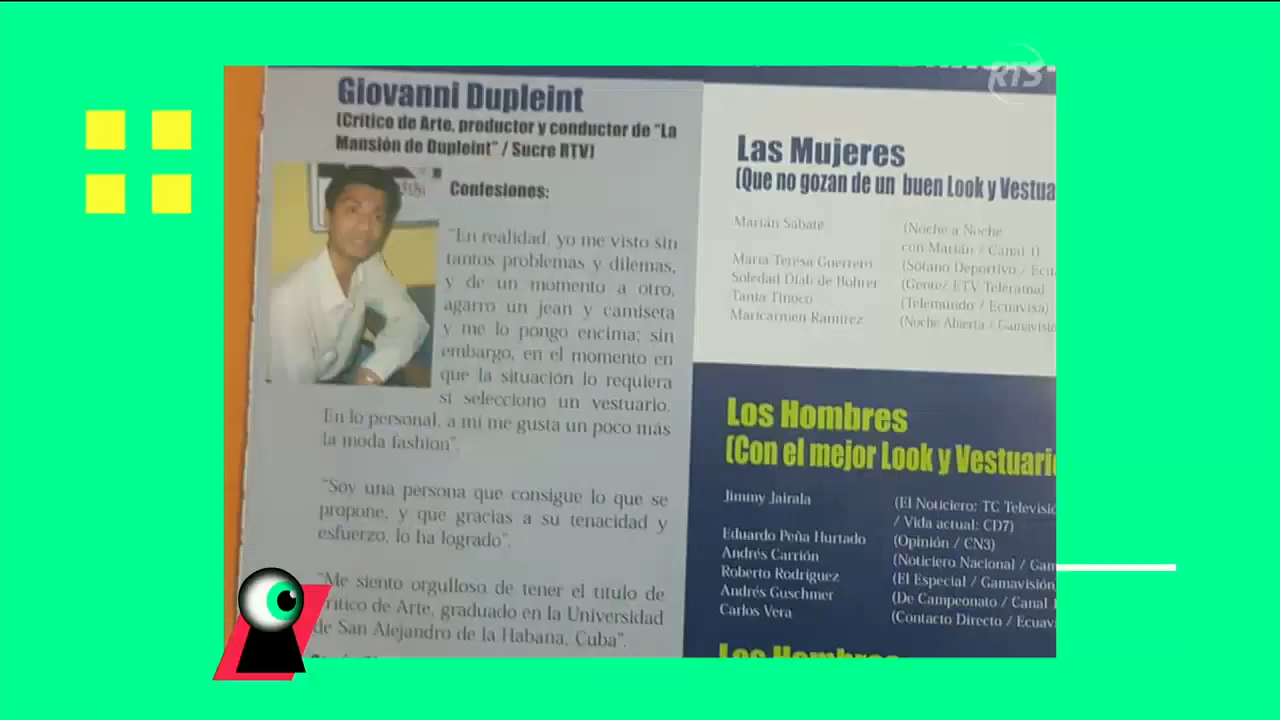 RTS
Giovanni Dupleint
(Crítico de Arte, productor y conductor de "La
Mansión de Dupleint" / Sucre RTV)
Confesiones:
"En realidad, yo me visto sin
tantos problemas y dilemas,
y de un momento a otro,
agarro un jean y camiseta
y me lo pongo encima; sin
embargo, en el momento en
que la situación lo requiera
sí selecciono un vestuario.
En lo personal, a mí me gusta un poco más
la moda fashion".
"Soy una persona que consigue lo que se
propone, y que gracias a su tenacidad y
esfuerzo, lo ha logrado".
"Me siento orgulloso de tener el título de
Crítico de Arte, graduado en la Universidad
de San Alejandro de la Habana, Cuba".
Las Mujeres
(Que no gozan de un buen Look y Vestua
Marián Sabaté (Noche a Noche
con Marián / Canal 1)
María Teresa Guerrero (Sótano Deportivo / Ecu
Soledad Diab de Bohrer (Gente/ ETV Telerama)
Tania Tinoco (Telemundo / Ecuavisa)
Maricarmen Ramírez (Noche Abierta / Gamavisió
Los Hombres
(Con el mejor Look y Vestuari
Jimmy Jairala (El Noticiero: TC Televisió
/ Vida actual: CD7)
Eduardo Peña Hurtado (Opinión / CN3)
Andrés Carrión (Noticiero Nacional / Gam
Roberto Rodríguez (El Especial / Gamavisión
Andrés Guschmer (De Campeonato / Canal 1
Carlos Vera (Contacto Directo / Ecuav
Los Hombres